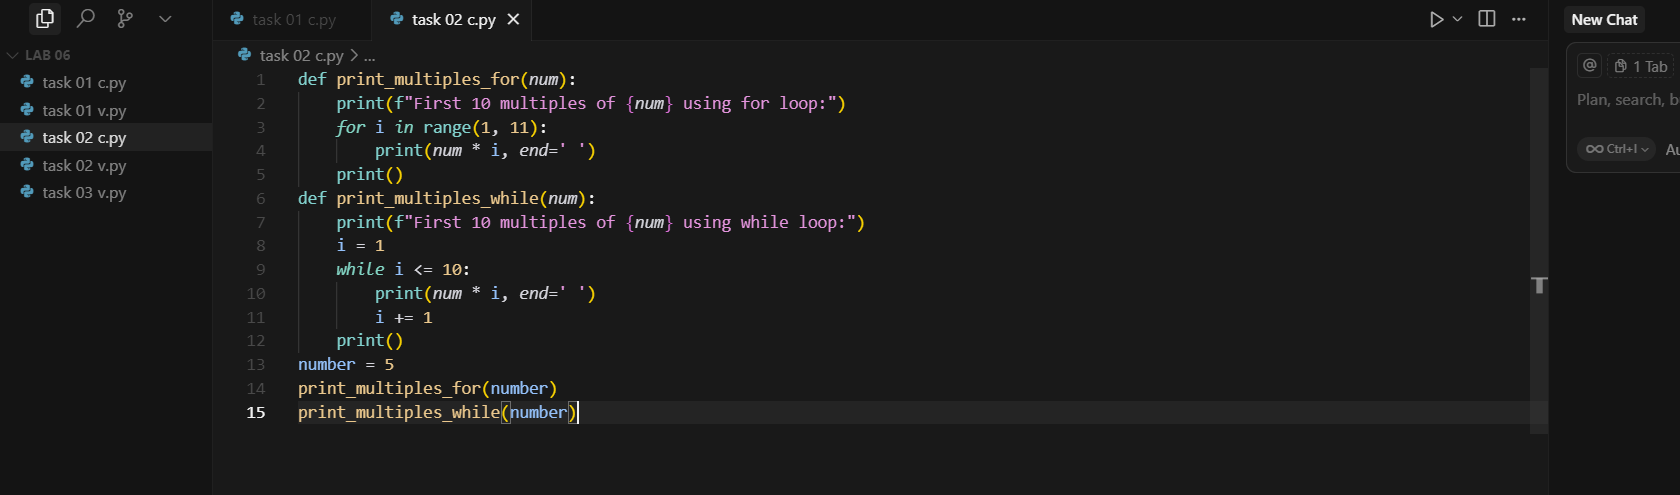 task 01 c.py
task 02 c.py
New Chat
LAB 06
task 01 c.py
task 01 v.py
task 02 c.py
task 02 v.py
task 03 v.py
task 02 c.py > ...
1 def print_multiples_for(num):
2     print(f"First 10 multiples of {num} using for loop:")
3     for i in range(1, 11):
4         print(num * i, end=' ')
5     print()
6 def print_multiples_while(num):
7     print(f"First 10 multiples of {num} using while loop:")
8     i = 1
9     while i <= 10:
10         print(num * i, end=' ')
11         i += 1
12     print()
13 number = 5
14 print_multiples_for(number)
15 print_multiples_while(number)
@ 1 Tab
Plan, search, b
∞ Ctrl+I
Au